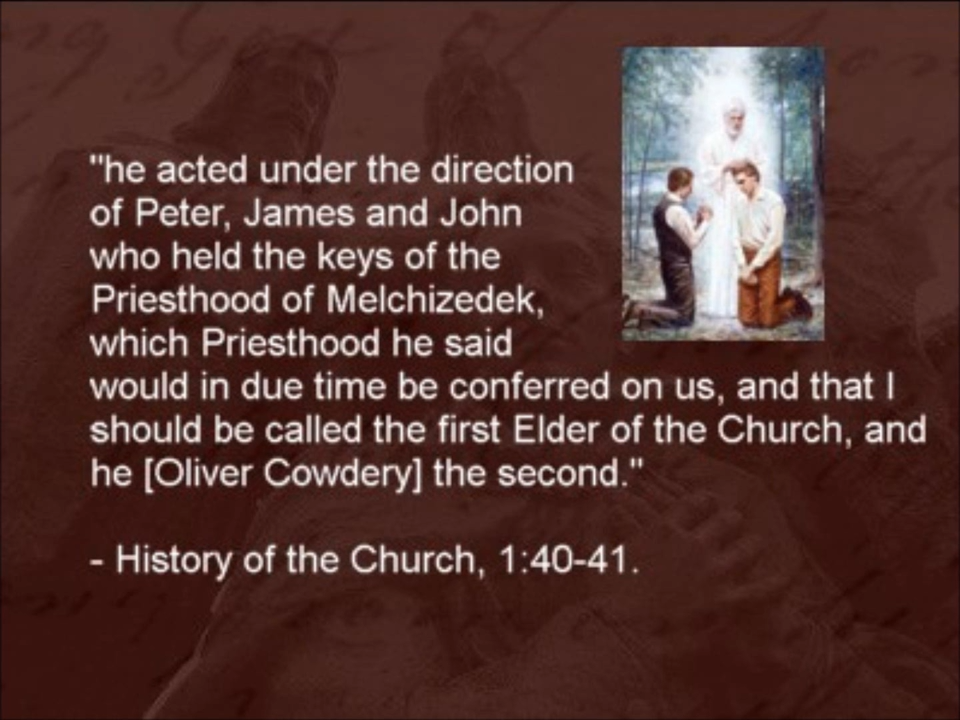 "he acted under the direction
of Peter, James and John
who held the keys of the
Priesthood of Melchizedek,
which Priesthood he said
would in due time be conferred on us, and that I
should be called the first Elder of the Church, and
he [Oliver Cowdery] the second."
- History of the Church, 1:40-41.